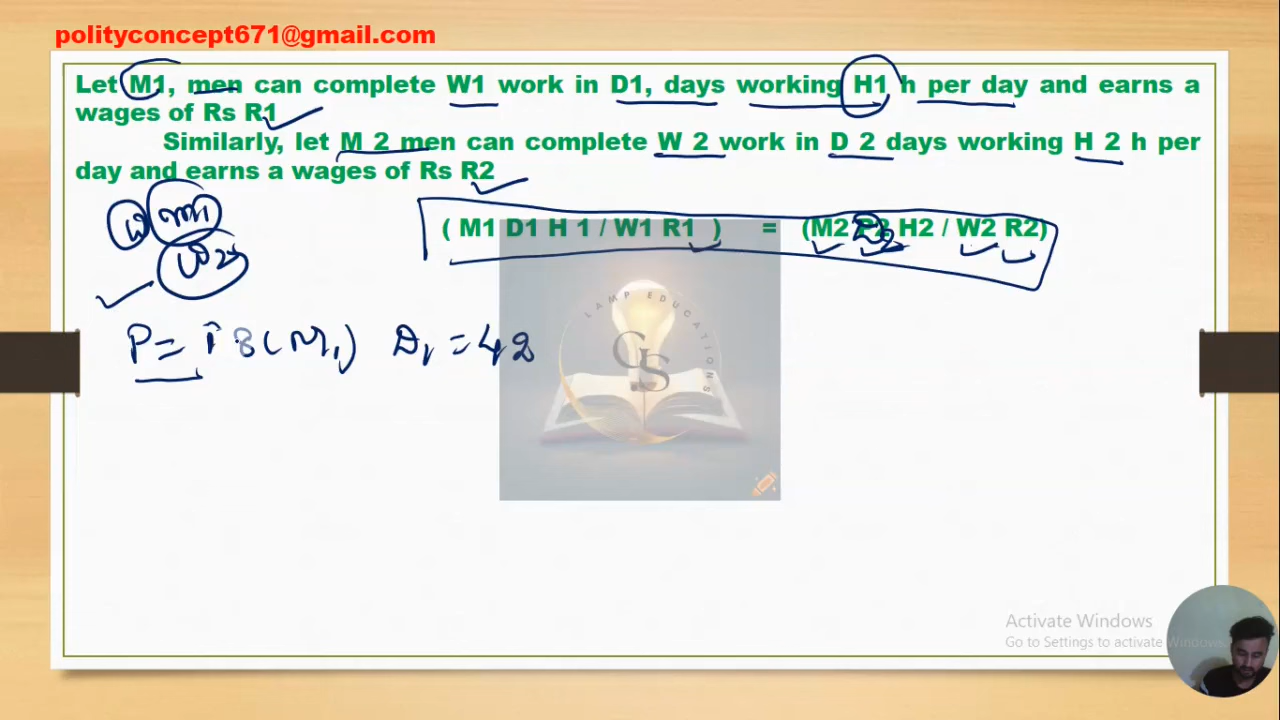 polityconcept671@gmail.com
Let M1, men can complete W1 work in D1, days working H1 h per day and earns a
wages of Rs R1
Similarly, let M 2 men can complete W 2 work in D 2 days working H 2 h per
day and earns a wages of Rs R2
( M1 D1 H 1 / W1 R1 ) = (M2 D2 H2 / W2 R2)
P = 18 (M1) D1 = 42
LAMP EDUCATIONS
GS
Activate Windows
Go to Settings to activate Windows.